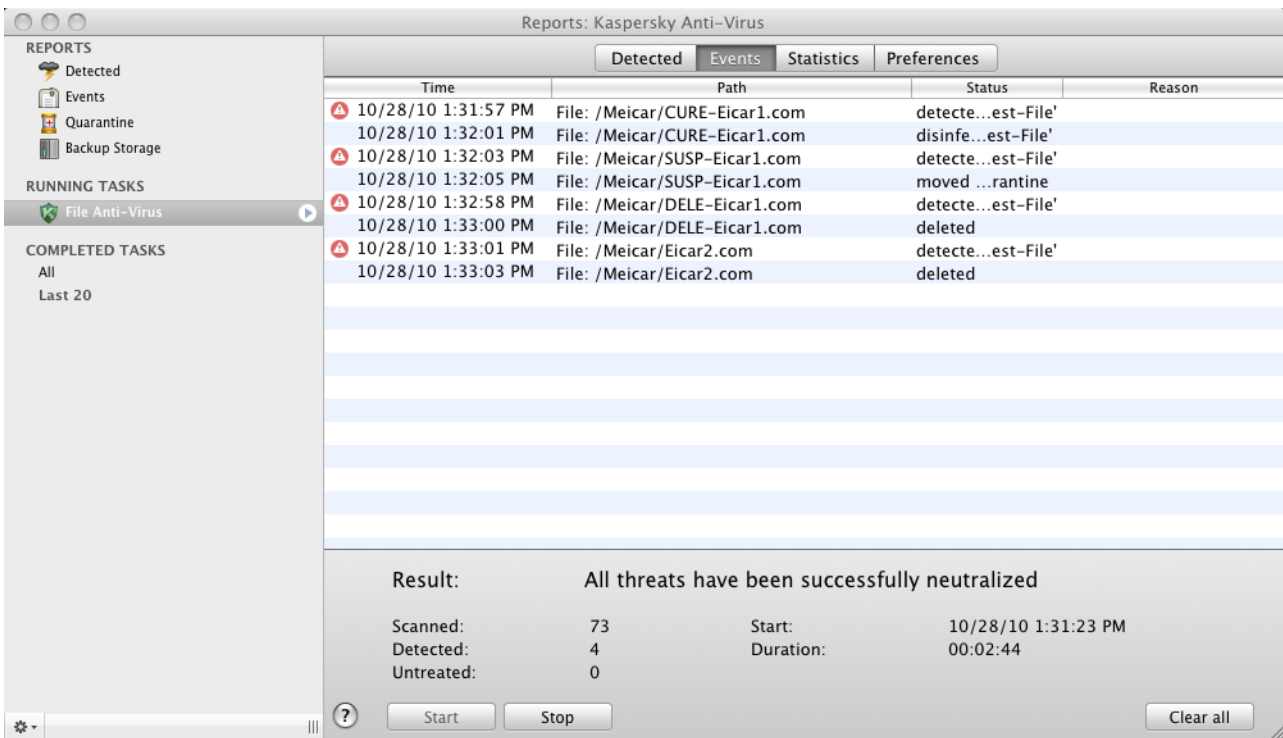 Reports: Kaspersky Anti-Virus
REPORTS
Detected
Events
Quarantine
Backup Storage
RUNNING TASKS
File Anti-Virus
COMPLETED TASKS
All
Last 20
Detected Events Statistics Preferences
Time Path Status Reason
10/28/10 1:31:57 PM File: /Meicar/CURE-Eicar1.com detecte...est-File'
10/28/10 1:32:01 PM File: /Meicar/CURE-Eicar1.com disinfe...est-File'
10/28/10 1:32:03 PM File: /Meicar/SUSP-Eicar1.com detecte...est-File'
10/28/10 1:32:05 PM File: /Meicar/SUSP-Eicar1.com moved ...rantine
10/28/10 1:32:58 PM File: /Meicar/DELE-Eicar1.com detecte...est-File'
10/28/10 1:33:00 PM File: /Meicar/DELE-Eicar1.com deleted
10/28/10 1:33:01 PM File: /Meicar/Eicar2.com detecte...est-File'
10/28/10 1:33:03 PM File: /Meicar/Eicar2.com deleted
Result: All threats have been successfully neutralized
Scanned: 73 Start: 10/28/10 1:31:23 PM
Detected: 4 Duration: 00:02:44
Untreated: 0
? Start Stop Clear all